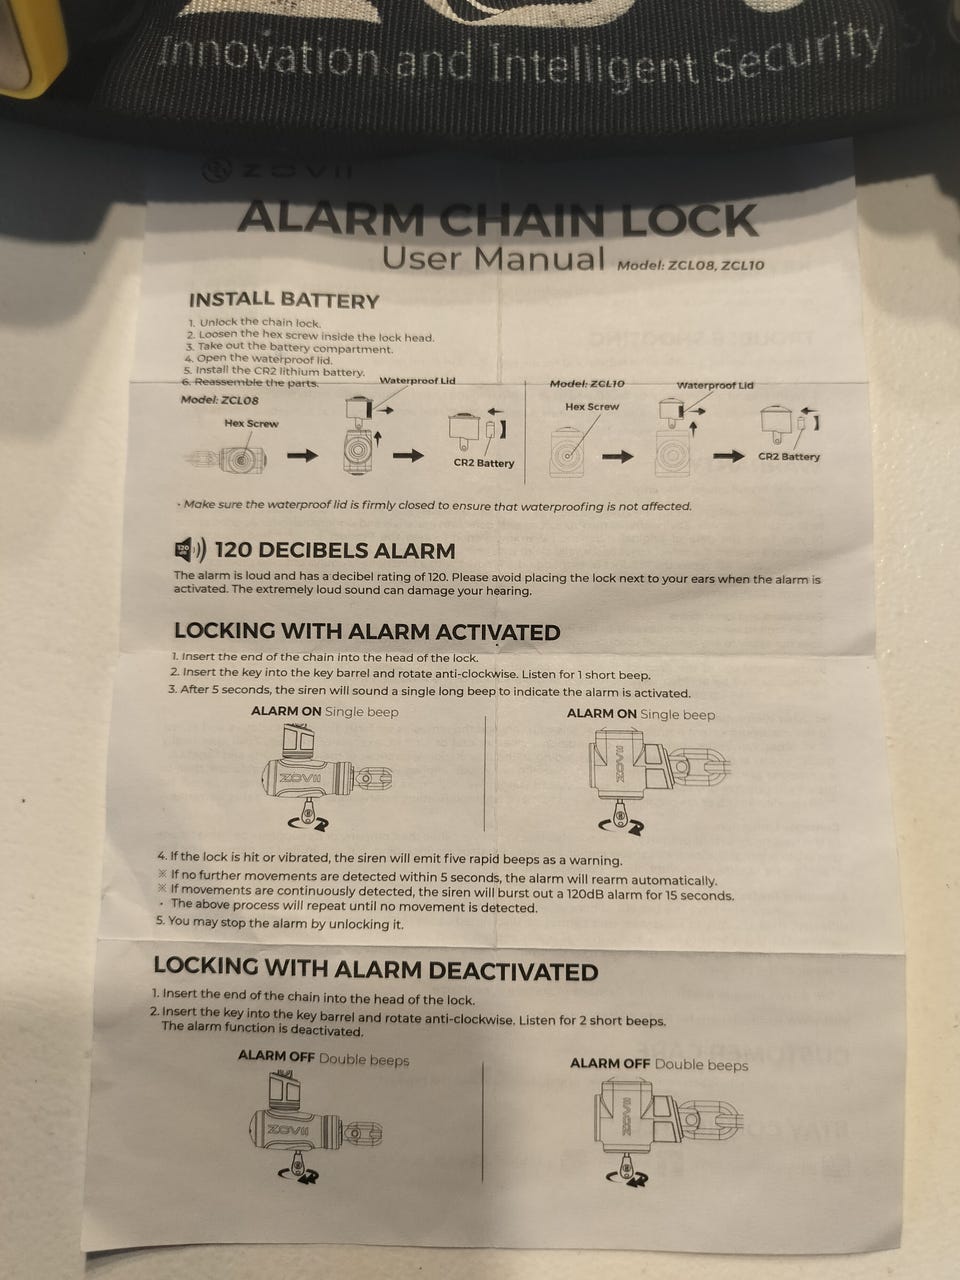 Innovation and Intelligent Security
ZOVII
ALARM CHAIN LOCK
User Manual Model: ZCL08, ZCL10
INSTALL BATTERY
1. Unlock the chain lock.
2. Loosen the hex screw inside the lock head.
3. Take out the battery compartment.
4. Open the waterproof lid.
5. Install the CR2 lithium battery.
6. Reassemble the parts.
Waterproof Lid
Model: ZCL08
Hex Screw
CR2 Battery
Model: ZCL10
Waterproof Lid
Hex Screw
CR2 Battery
• Make sure the waterproof lid is firmly closed to ensure that waterproofing is not affected.
120 DECIBELS ALARM
The alarm is loud and has a decibel rating of 120. Please avoid placing the lock next to your ears when the alarm is
activated. The extremely loud sound can damage your hearing.
LOCKING WITH ALARM ACTIVATED
1. Insert the end of the chain into the head of the lock.
2. Insert the key into the key barrel and rotate anti-clockwise. Listen for 1 short beep.
3. After 5 seconds, the siren will sound a single long beep to indicate the alarm is activated.
ALARM ON Single beep
ZOVII
ALARM ON Single beep
ZOVII
4. If the lock is hit or vibrated, the siren will emit five rapid beeps as a warning.
※ If no further movements are detected within 5 seconds, the alarm will rearm automatically.
※ If movements are continuously detected, the siren will burst out a 120dB alarm for 15 seconds.
• The above process will repeat until no movement is detected.
5. You may stop the alarm by unlocking it.
LOCKING WITH ALARM DEACTIVATED
1. Insert the end of the chain into the head of the lock.
2. Insert the key into the key barrel and rotate anti-clockwise. Listen for 2 short beeps.
The alarm function is deactivated.
ALARM OFF Double beeps
ZOVII
ALARM OFF Double beeps
ZOVII